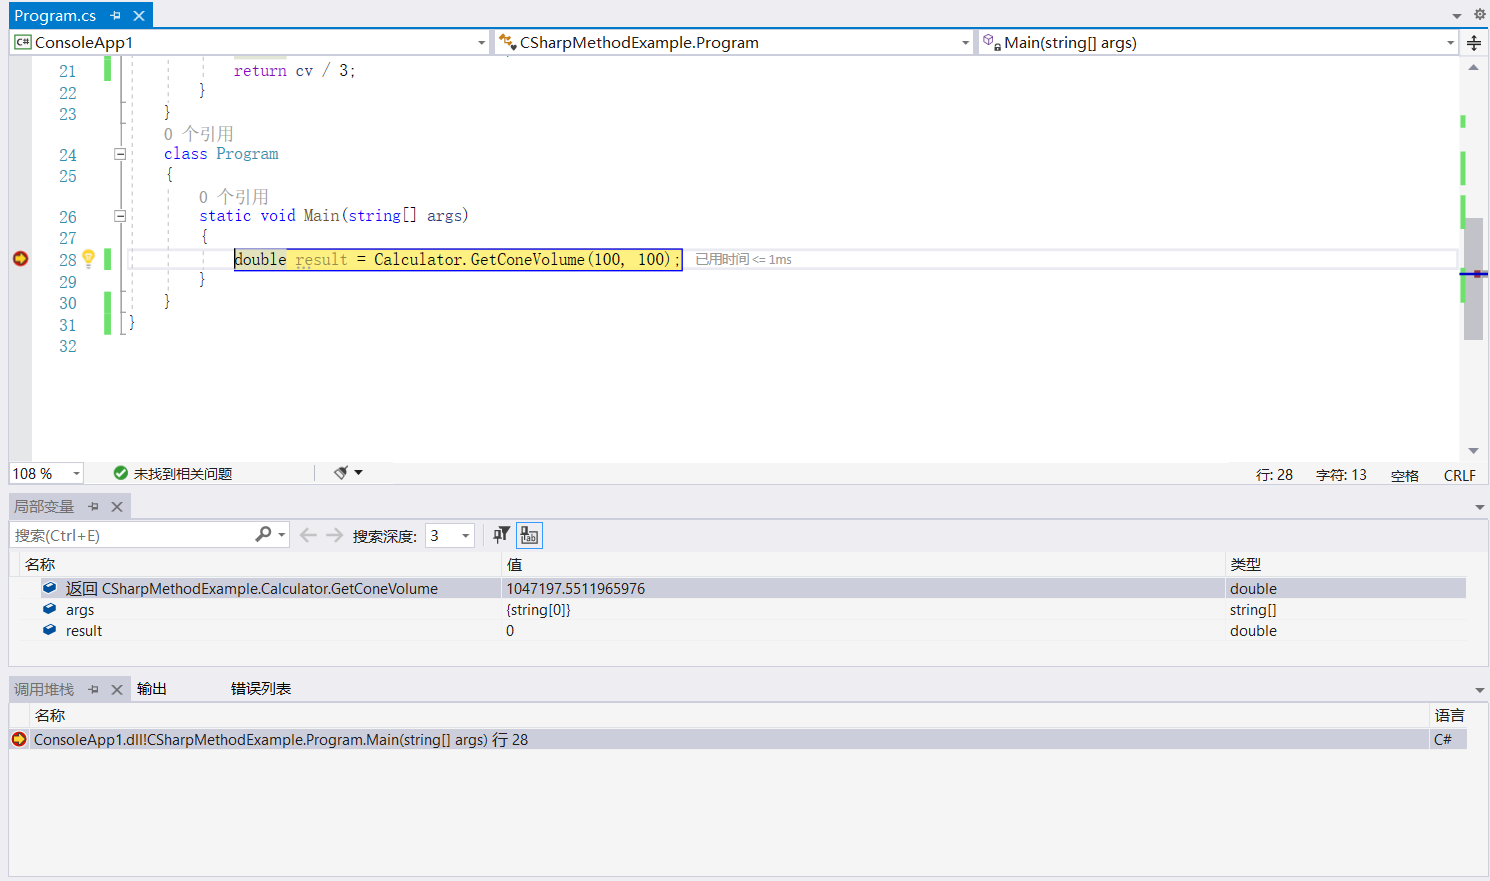 Program.cs
C# ConsoleApp1 CSharpMethodExample.Program Main(string[] args)
21 return cv / 3;
22 }
23 }
0 个引用
24 class Program
25 {
0 个引用
26 static void Main(string[] args)
27 {
28 double result = Calculator.GetConeVolume(100, 100); 已用时间 <= 1ms
29 }
30 }
31 }
32
108 % 未找到相关问题 行: 28 字符: 13 空格 CRLF
局部变量
搜索(Ctrl+E) 搜索深度: 3
名称 值 类型
返回 CSharpMethodExample.Calculator.GetConeVolume 1047197.5511965976 double
args {string[0]} string[]
result 0 double
调用堆栈 输出 错误列表
名称 语言
ConsoleApp1.dll!CSharpMethodExample.Program.Main(string[] args) 行 28 C#